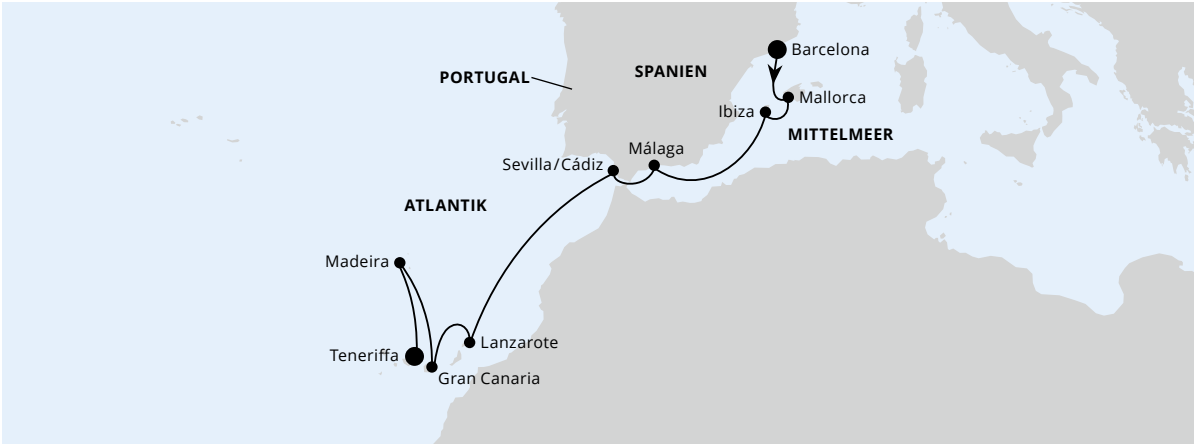 Barcelona
SPANIEN
PORTUGAL
Mallorca
Ibiza
MITTELMEER
Málaga
Sevilla/Cádiz
ATLANTIK
Madeira
Lanzarote
Teneriffa
Gran Canaria